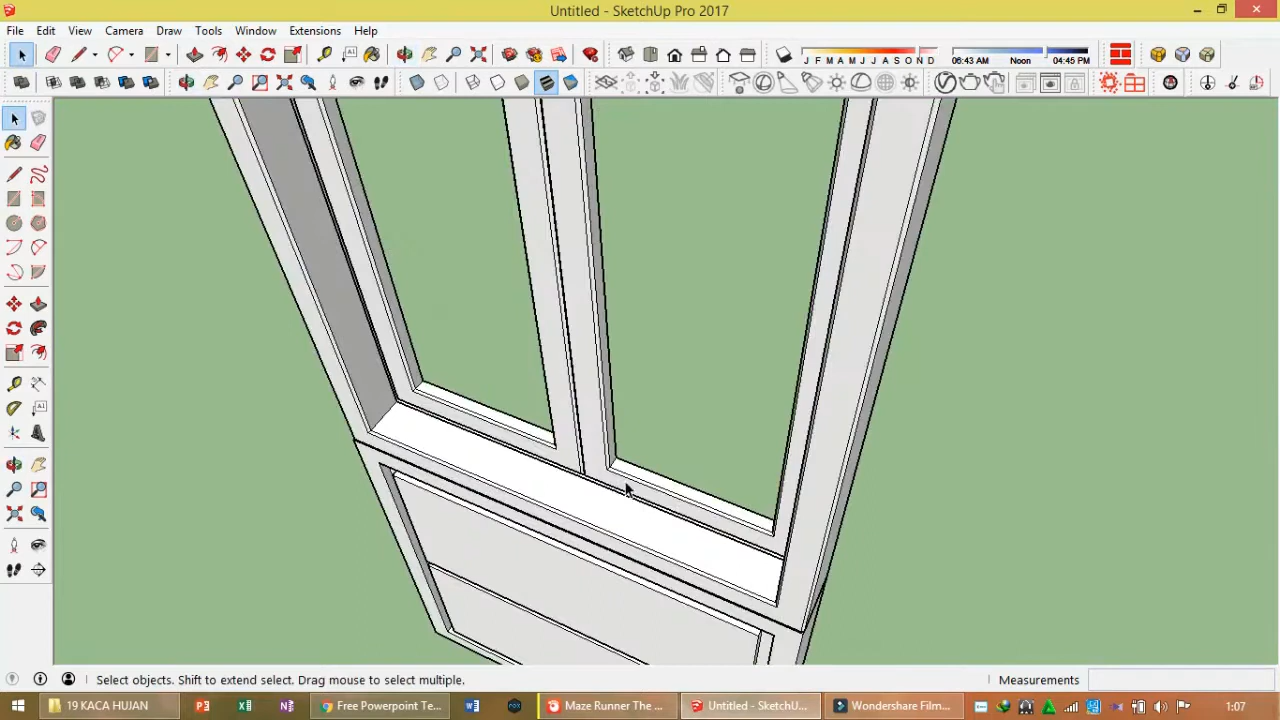 Untitled - SketchUp Pro 2017
File Edit View Camera Draw Tools Window Extensions Help
J F M A M J J A S O N D 06:43 AM Noon 04:45 PM
Select objects. Shift to extend select. Drag mouse to select multiple. Measurements
19 KACA HUJAN Free Powerpoint Te... Maze Runner The ... Untitled - SketchU... Wondershare Film... 1:07